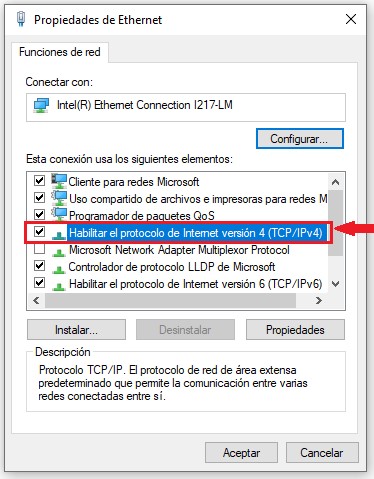 Propiedades de Ethernet
Funciones de red
Conectar con:
Intel(R) Ethernet Connection I217-LM
Configurar...
Esta conexión usa los siguientes elementos:
Cliente para redes Microsoft
Uso compartido de archivos e impresoras para redes M
Programador de paquetes QoS
Habilitar el protocolo de Internet versión 4 (TCP/IPv4)
Microsoft Network Adapter Multiplexor Protocol
Controlador de protocolo LLDP de Microsoft
Habilitar el protocolo de Internet versión 6 (TCP/IPv6)
Instalar... Desinstalar Propiedades
Descripción
Protocolo TCP/IP. El protocolo de red de área extensa
predeterminado que permite la comunicación entre varias
redes conectadas entre sí.
Aceptar Cancelar